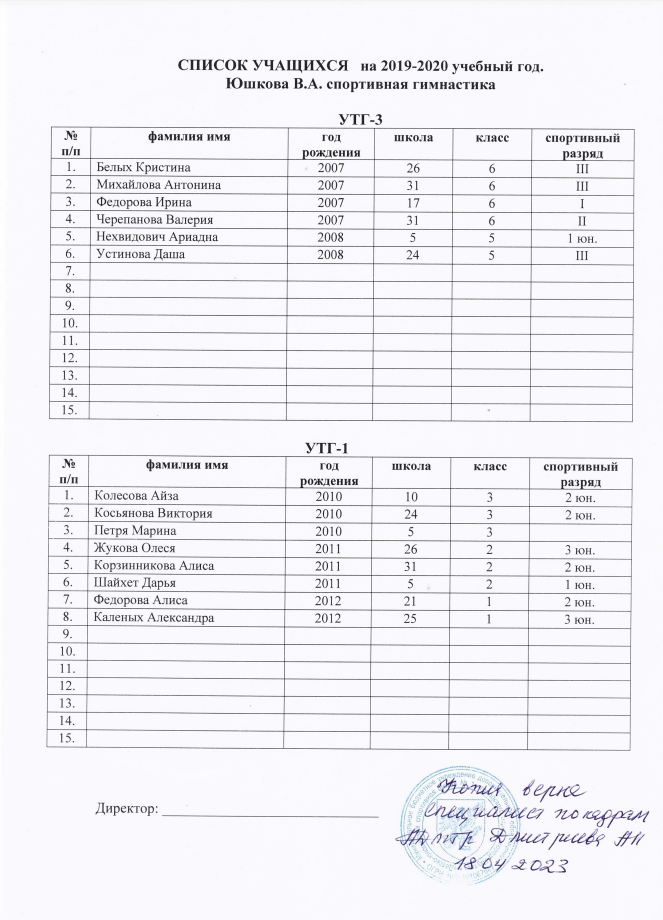 СПИСОК УЧАЩИХСЯ на 2019-2020 учебный год.
Юшкова В.А. спортивная гимнастика
УТГ-3
№ п/п фамилия имя год рождения школа класс спортивный разряд
1. Белых Кристина 2007 26 6 III
2. Михайлова Антонина 2007 31 6 III
3. Федорова Ирина 2007 17 6 I
4. Черепанова Валерия 2007 31 6 II
5. Нехвидович Ариадна 2008 5 5 1 юн.
6. Устинова Даша 2008 24 5 III
7.
8.
9.
10.
11.
12.
13.
14.
15.
УТГ-1
№ п/п фамилия имя год рождения школа класс спортивный разряд
1. Колесова Айза 2010 10 3 2 юн.
2. Косьянова Виктория 2010 24 3 2 юн.
3. Петря Марина 2010 5 3
4. Жукова Олеся 2011 26 2 3 юн.
5. Корзинникова Алиса 2011 31 2 2 юн.
6. Шайхет Дарья 2011 5 2 1 юн.
7. Федорова Алиса 2012 21 1 2 юн.
8. Каленых Александра 2012 25 1 3 юн.
9.
10.
11.
12.
13.
14.
15.
Копия верна
Директор: ____________________________ специалист по кадрам
Дмитриева АН
18 04 2023